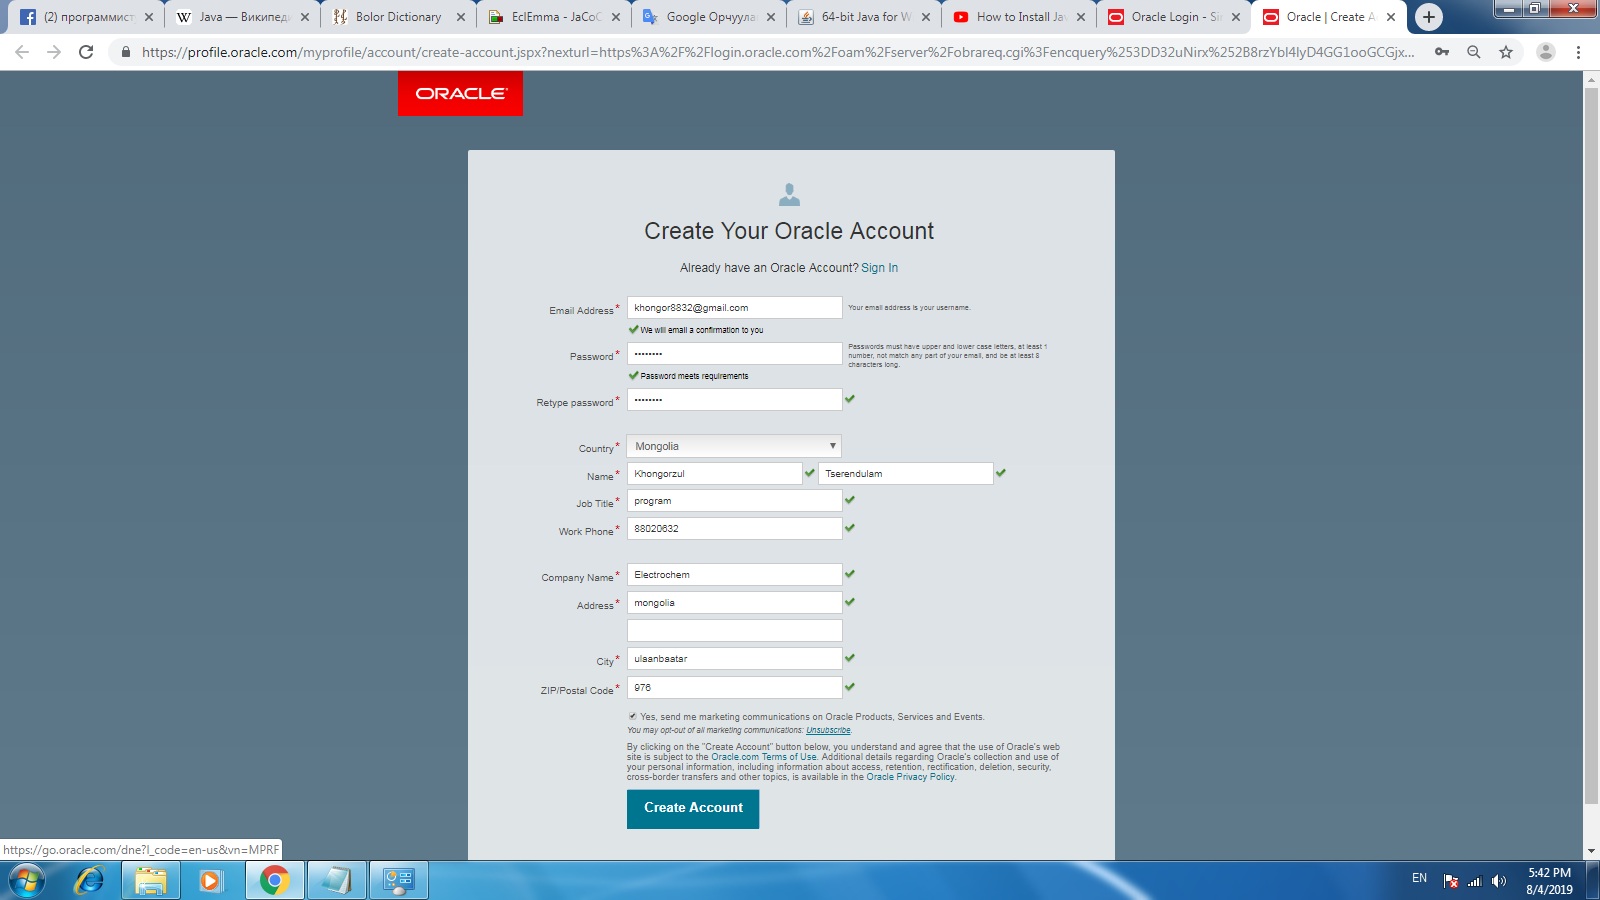 (2) программист
Java — Википеди
Bolor Dictionary
EclEmma - JaCoC
Google Орчуула
64-bit Java for W
How to Install Jav
Oracle Login - Sin
Oracle | Create A
https://profile.oracle.com/myprofile/account/create-account.jspx?nexturl=https%3A%2F%2Flogin.oracle.com%2Foam%2Fserver%2Fobrareq.cgi%3Fencquery%253DD32uNirx%252B8rzYbI4IyD4GG1ooGCGjx...
ORACLE
Create Your Oracle Account
Already have an Oracle Account? Sign In
Email Address* khongor8832@gmail.com Your email address is your username.
We will email a confirmation to you
Password* •••••••• Passwords must have upper and lower case letters, at least 1
number, not match any part of your email, and be at least 8
characters long.
Password meets requirements
Retype password* ••••••••
Country* Mongolia
Name* Khongorzul Tserendulam
Job Title* program
Work Phone* 88020632
Company Name* Electrochem
Address* mongolia
City* ulaanbaatar
ZIP/Postal Code* 976
Yes, send me marketing communications on Oracle Products, Services and Events.
You may opt-out of all marketing communications: Unsubscribe.
By clicking on the "Create Account" button below, you understand and agree that the use of Oracle's web
site is subject to the Oracle.com Terms of Use. Additional details regarding Oracle's collection and use of
your personal information, including information about access, retention, rectification, deletion, security,
cross-border transfers and other topics, is available in the Oracle Privacy Policy.
Create Account
https://go.oracle.com/dne?l_code=en-us&vn=MPRF
EN
5:42 PM
8/4/2019